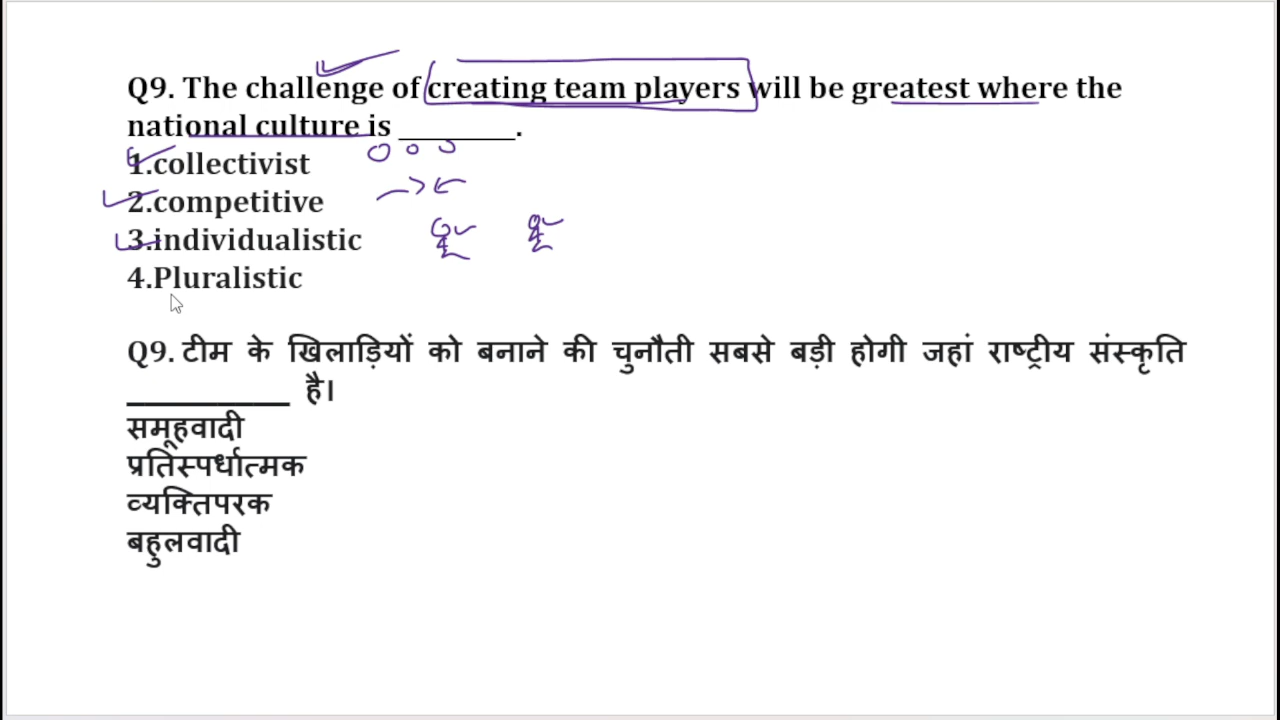 Q9. The challenge of creating team players will be greatest where the
national culture is ________.
1.collectivist
2.competitive
3.individualistic
4.Pluralistic
Q9. टीम के खिलाड़ियों को बनाने की चुनौती सबसे बड़ी होगी जहां राष्ट्रीय संस्कृति
___________ है।
समूहवादी
प्रतिस्पर्धात्मक
व्यक्तिपरक
बहुलवादी